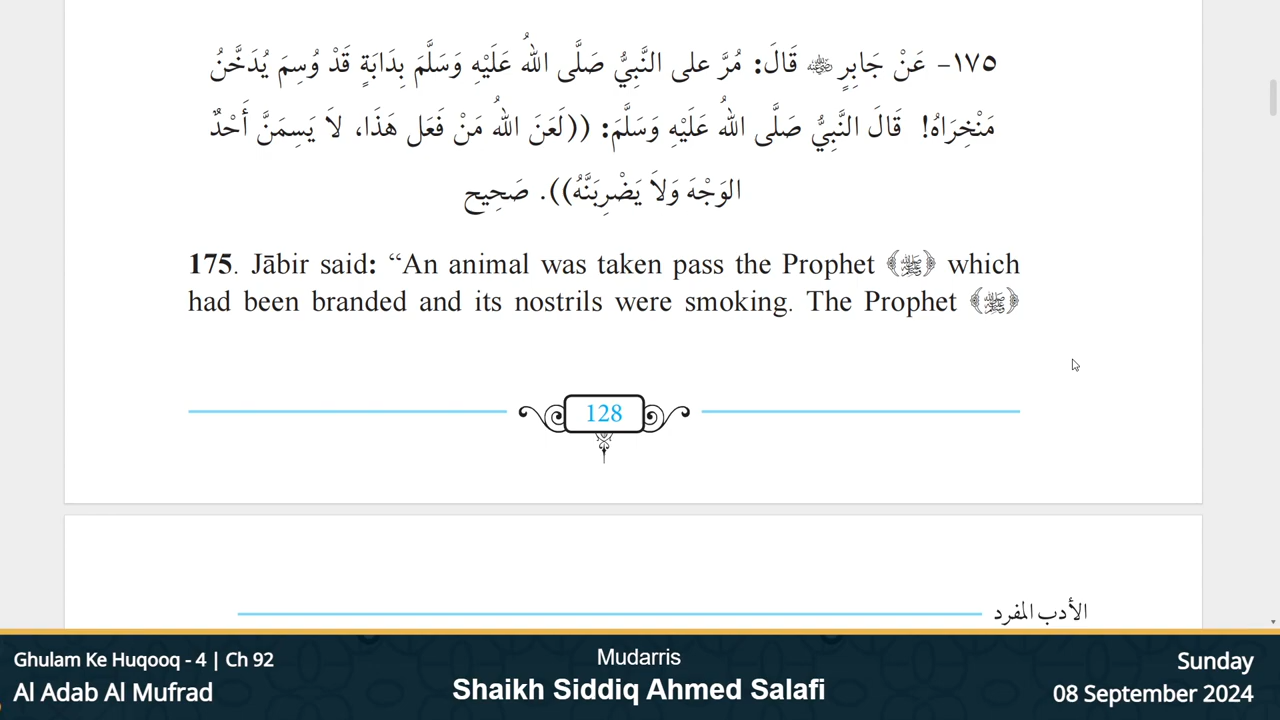 ١٧٥- عَنْ جَابِرٍ ﷺ قَالَ: مُرَّ على النَّبِيُّ صَلَّى اللهُ عَلَيْهِ وَسَلَّمَ بِدَابَةٍ قَدْ وُسِمَ يُدَخَّنُ
مَنْخِرَاهُ! قَالَ النَّبِيُّ صَلَّى اللهُ عَلَيْهِ وَسَلَّمَ: ((لَعَنَ اللهُ مَنْ فَعَل هَذَا، لاَ يَسِمَنَّ أَحْدٌ
الوَجْهَ وَلاَ يَضْرِبَنَّهُ)). صَحِيح
175. Jābir said: “An animal was taken pass the Prophet ﴾ﷺ﴿ which
had been branded and its nostrils were smoking. The Prophet ﴾ﷺ﴿
128
الأدب المفرد
Ghulam Ke Huqooq - 4 | Ch 92
Al Adab Al Mufrad
Mudarris
Shaikh Siddiq Ahmed Salafi
Sunday
08 September 2024